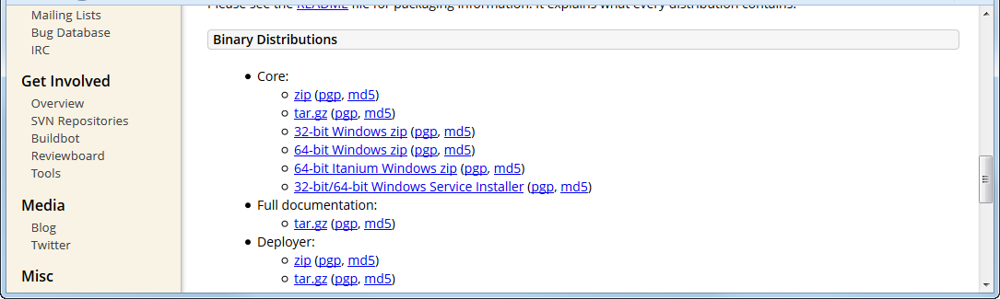 Please see the README file for packaging information. It explains what every distribution contains.
Mailing Lists
Bug Database
IRC
Get Involved
Overview
SVN Repositories
Buildbot
Reviewboard
Tools
Media
Blog
Twitter
Misc
Binary Distributions
Core:
zip (pgp, md5)
tar.gz (pgp, md5)
32-bit Windows zip (pgp, md5)
64-bit Windows zip (pgp, md5)
64-bit Itanium Windows zip (pgp, md5)
32-bit/64-bit Windows Service Installer (pgp, md5)
Full documentation:
tar.gz (pgp, md5)
Deployer:
zip (pgp, md5)
tar.gz (pgp, md5)